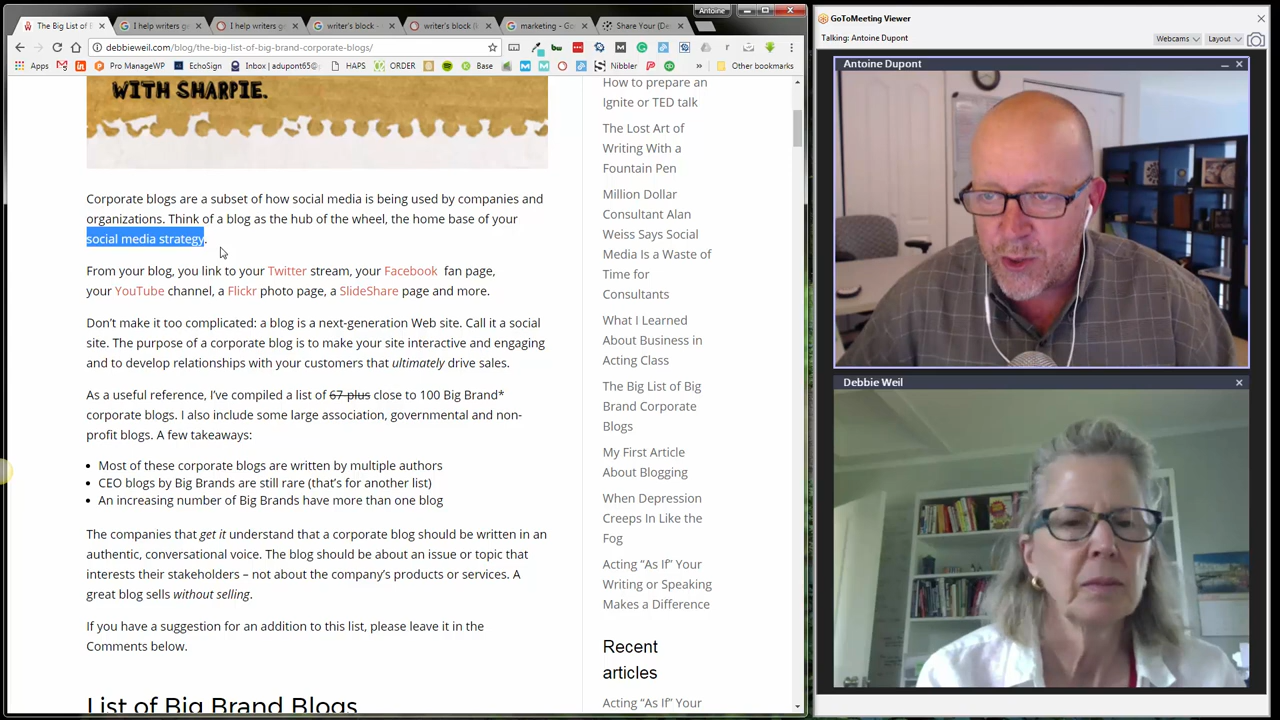 The Big List of B
I help writers ge
I help writers g
writer's block -
writer's block (i
marketing - Go
Share Your (De
Antoine
debbieweil.com/blog/the-big-list-of-big-brand-corporate-blogs/
Apps
Pro ManageWP
EchoSign
Inbox | adupont65
HAPS
ORDER
Base
Nibbler
Other bookmarks
WITH SHARPIE.
Corporate blogs are a subset of how social media is being used by companies and
organizations. Think of a blog as the hub of the wheel, the home base of your
social media strategy.
From your blog, you link to your Twitter stream, your Facebook fan page,
your YouTube channel, a Flickr photo page, a SlideShare page and more.
Don't make it too complicated: a blog is a next-generation Web site. Call it a social
site. The purpose of a corporate blog is to make your site interactive and engaging
and to develop relationships with your customers that ultimately drive sales.
As a useful reference, I've compiled a list of 67 plus close to 100 Big Brand*
corporate blogs. I also include some large association, governmental and non-
profit blogs. A few takeaways:
• Most of these corporate blogs are written by multiple authors
• CEO blogs by Big Brands are still rare (that's for another list)
• An increasing number of Big Brands have more than one blog
The companies that get it understand that a corporate blog should be written in an
authentic, conversational voice. The blog should be about an issue or topic that
interests their stakeholders – not about the company's products or services. A
great blog sells without selling.
If you have a suggestion for an addition to this list, please leave it in the
Comments below.
List of Big Brand Blogs
How to prepare an
Ignite or TED talk
The Lost Art of
Writing With a
Fountain Pen
Million Dollar
Consultant Alan
Weiss Says Social
Media Is a Waste of
Time for
Consultants
What I Learned
About Business in
Acting Class
The Big List of Big
Brand Corporate
Blogs
My First Article
About Blogging
When Depression
Creeps In Like the
Fog
Acting “As If” Your
Writing or Speaking
Makes a Difference
Recent
articles
Acting “As If” Your
GoToMeeting Viewer
Talking: Antoine Dupont
Webcams
Layout
Antoine Dupont
Debbie Weil